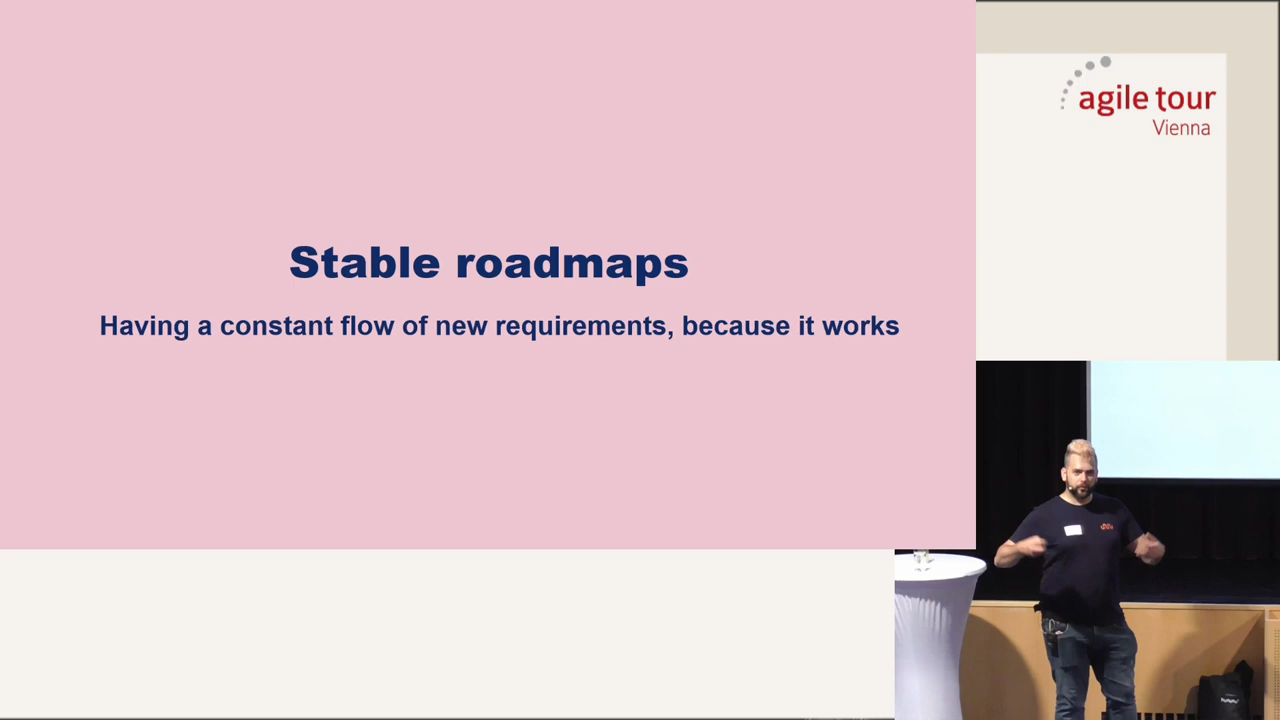 Stable roadmaps
Having a constant flow of new requirements, because it works
agile tour
Vienna